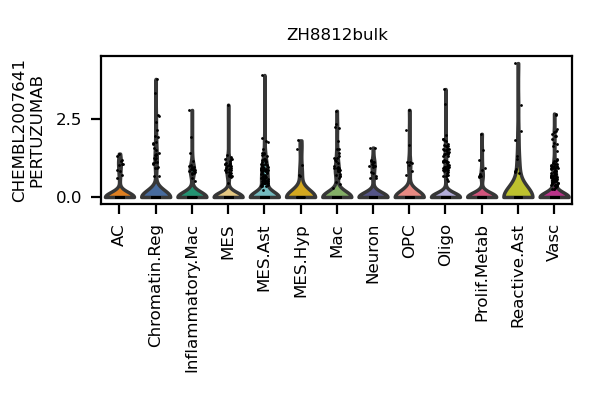 ZH8812bulk
CHEMBL2007641
PERTUZUMAB
2.5
0.0
AC
Chromatin.Reg
Inflammatory.Mac
MES
MES.Ast
MES.Hyp
Mac
Neuron
OPC
Oligo
Prolif.Metab
Reactive.Ast
Vasc